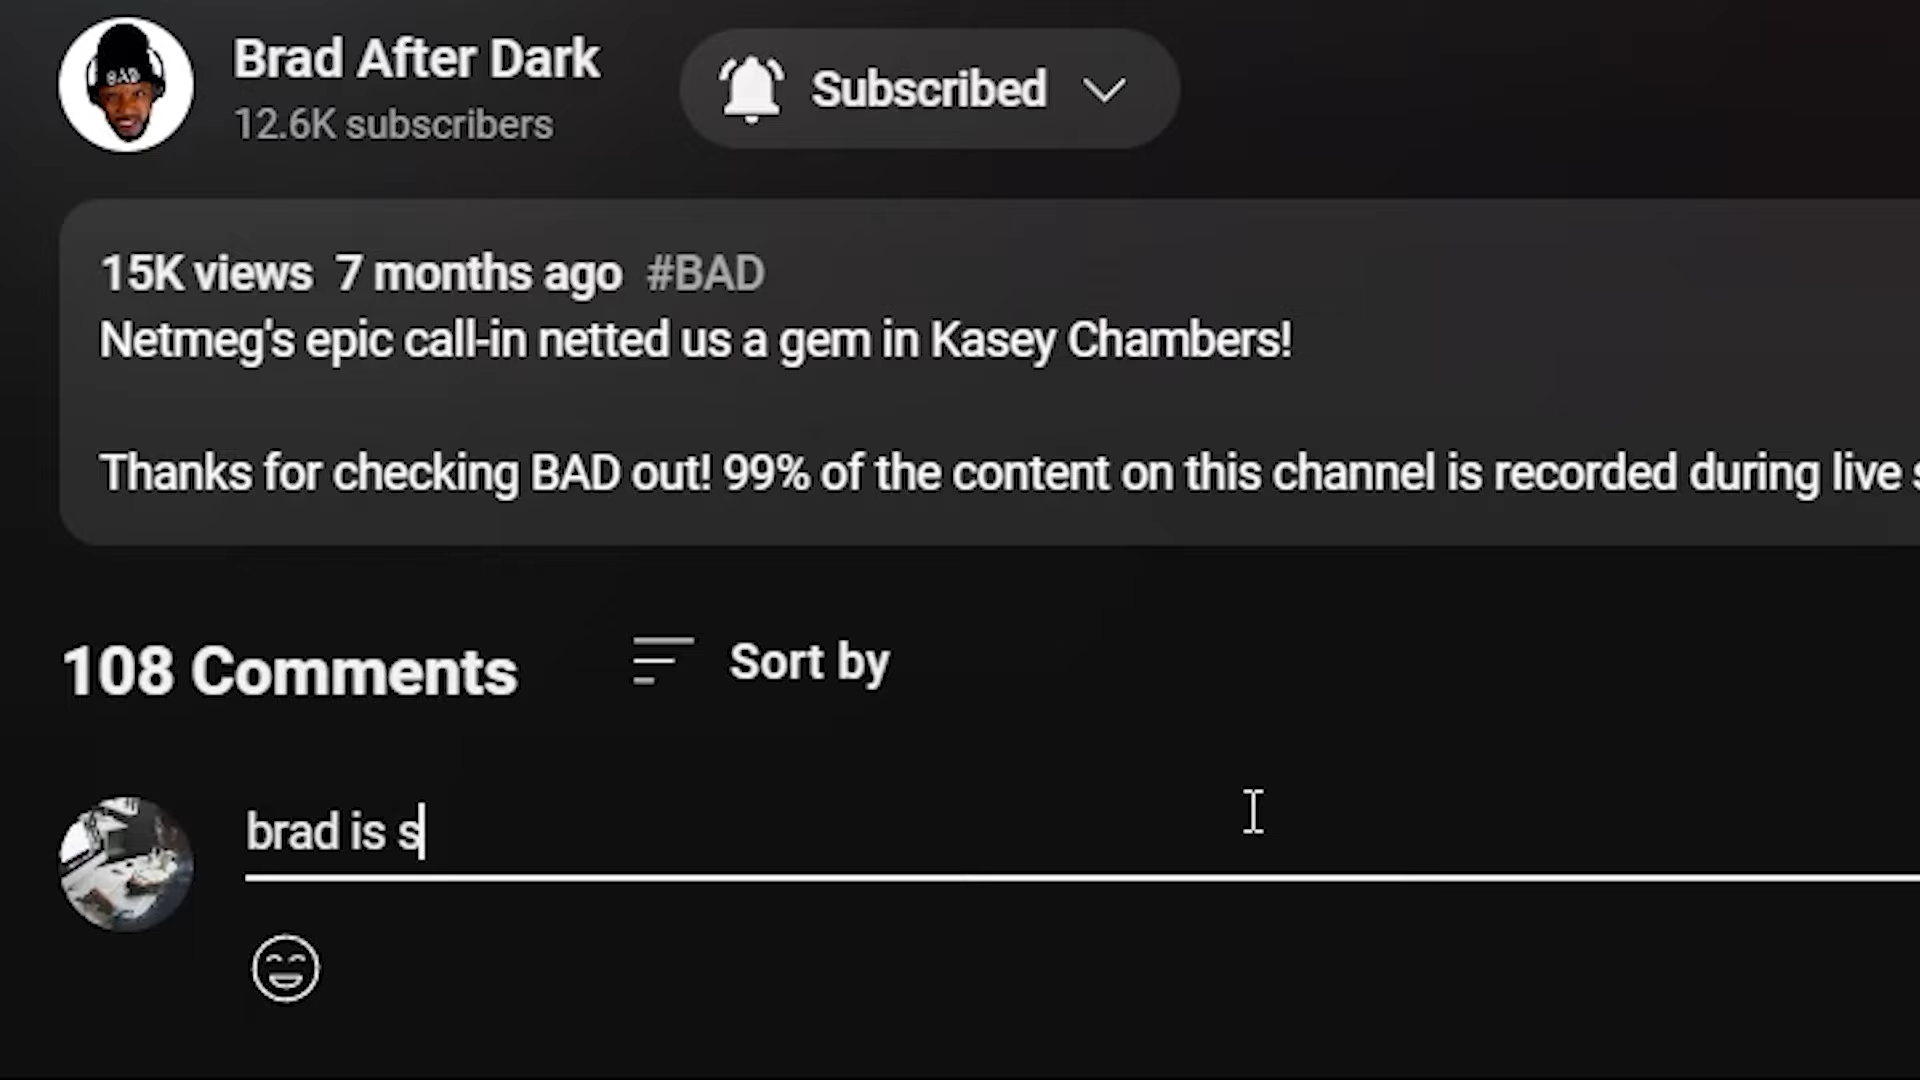 BAD
Brad After Dark
12.6K subscribers
Subscribed
15K views 7 months ago #BAD
Netmeg's epic call-in netted us a gem in Kasey Chambers!
Thanks for checking BAD out! 99% of the content on this channel is recorded during live s
108 Comments
Sort by
brad is s